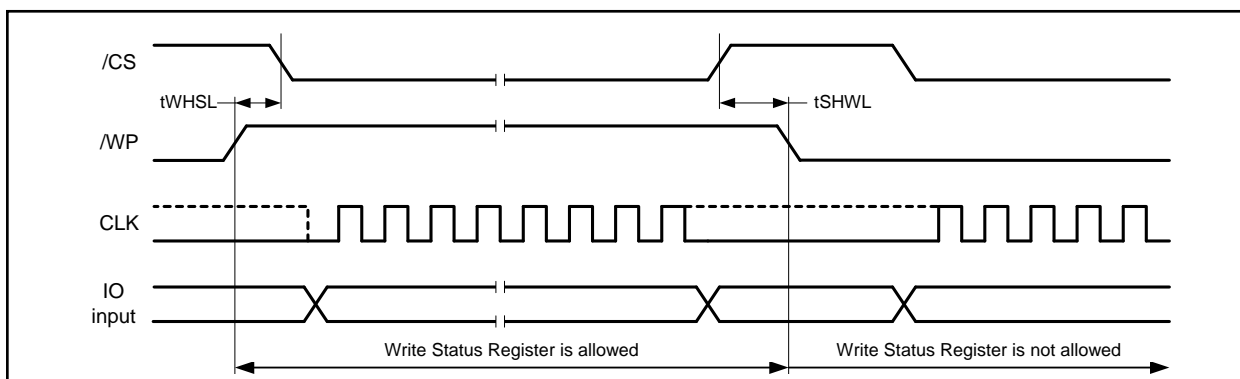 /CS
tWHSL
tSHWL
/WP
CLK
IO
input
Write Status Register is allowed
Write Status Register is not allowed